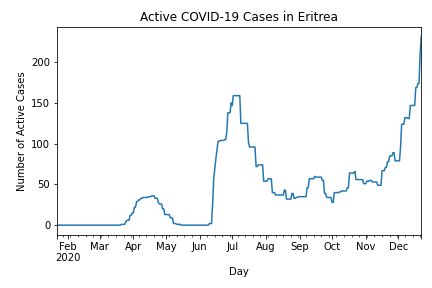 Active COVID-19 Cases in Eritrea
Number of Active Cases
200
150
100
50
0
Feb Mar Apr May Jun Jul Aug Sep Oct Nov Dec
2020
Day